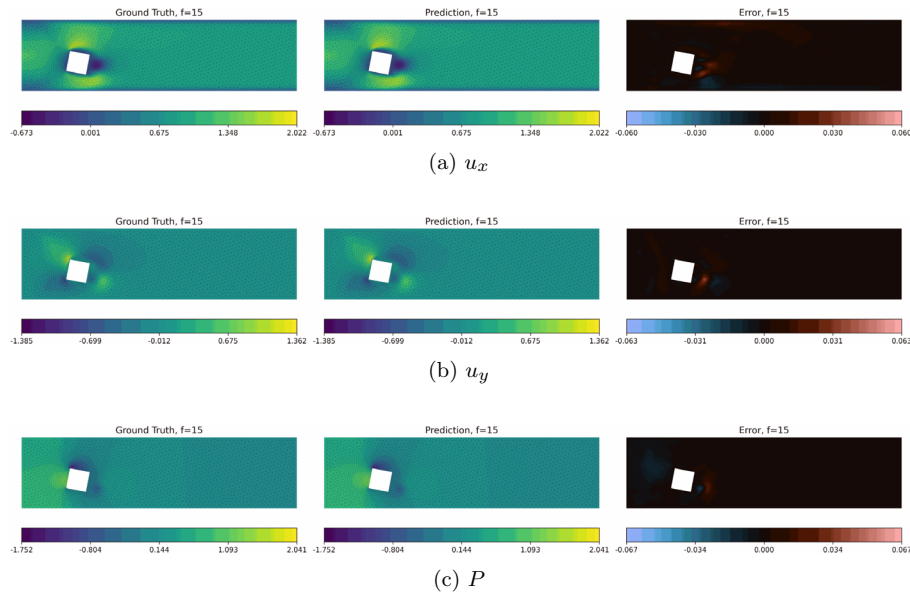 Ground Truth, f=15 Prediction, f=15 Error, f=15
-0.673 0.001 0.675 1.348 2.022 -0.673 0.001 0.675 1.348 2.022 -0.060 -0.030 0.000 0.030 0.060
(a) u_x
Ground Truth, f=15 Prediction, f=15 Error, f=15
-1.385 -0.699 -0.012 0.675 1.362 -1.385 -0.699 -0.012 0.675 1.362 -0.063 -0.031 0.000 0.031 0.063
(b) u_y
Ground Truth, f=15 Prediction, f=15 Error, f=15
-1.752 -0.804 0.144 1.093 2.041 -1.752 -0.804 0.144 1.093 2.041 -0.067 -0.034 0.000 0.034 0.067
(c) P